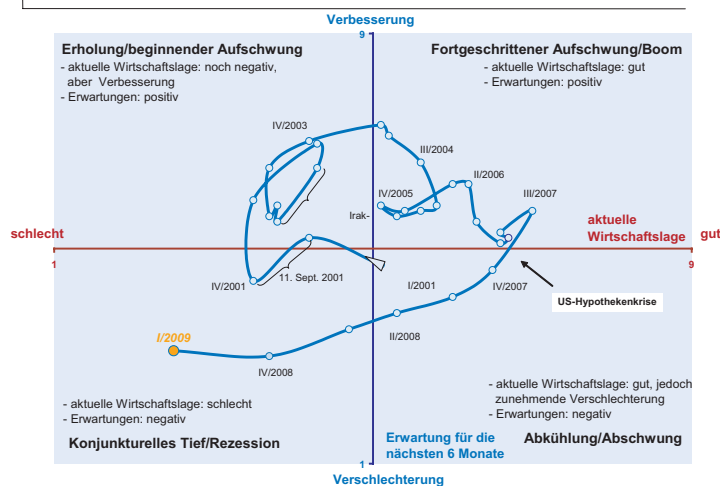 Verbesserung
9
Erholung/beginnender Aufschwung
- aktuelle Wirtschaftslage: noch negativ,
aber Verbesserung
- Erwartungen: positiv
Fortgeschrittener Aufschwung/Boom
- aktuelle Wirtschaftslage: gut
- Erwartungen: positiv
IV/2003
III/2004
II/2006
IV/2005
III/2007
Irak-
schlecht
aktuelle
Wirtschaftslage
gut
1
9
11. Sept. 2001
IV/2001
I/2001
IV/2007
US-Hypothekenkrise
I/2009
II/2008
IV/2008
- aktuelle Wirtschaftslage: schlecht
- Erwartungen: negativ
Konjunkturelles Tief/Rezession
- aktuelle Wirtschaftslage: gut, jedoch
zunehmende Verschlechterung
- Erwartungen: negativ
Erwartung für die
nächsten 6 Monate
Abkühlung/Abschwung
1
Verschlechterung